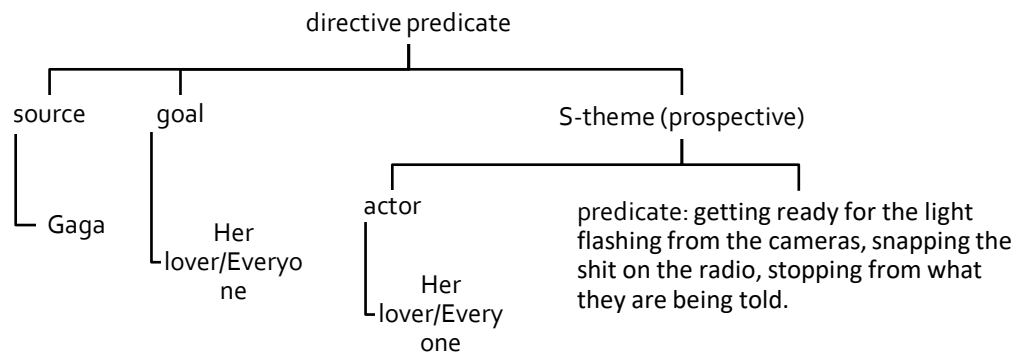 directive predicate
source
goal
S-theme (prospective)
Gaga
Her
lover/Everyo
ne
actor
Her
lover/Every
one
predicate: getting ready for the light
flashing from the cameras, snapping the
shit on the radio, stopping from what
they are being told.